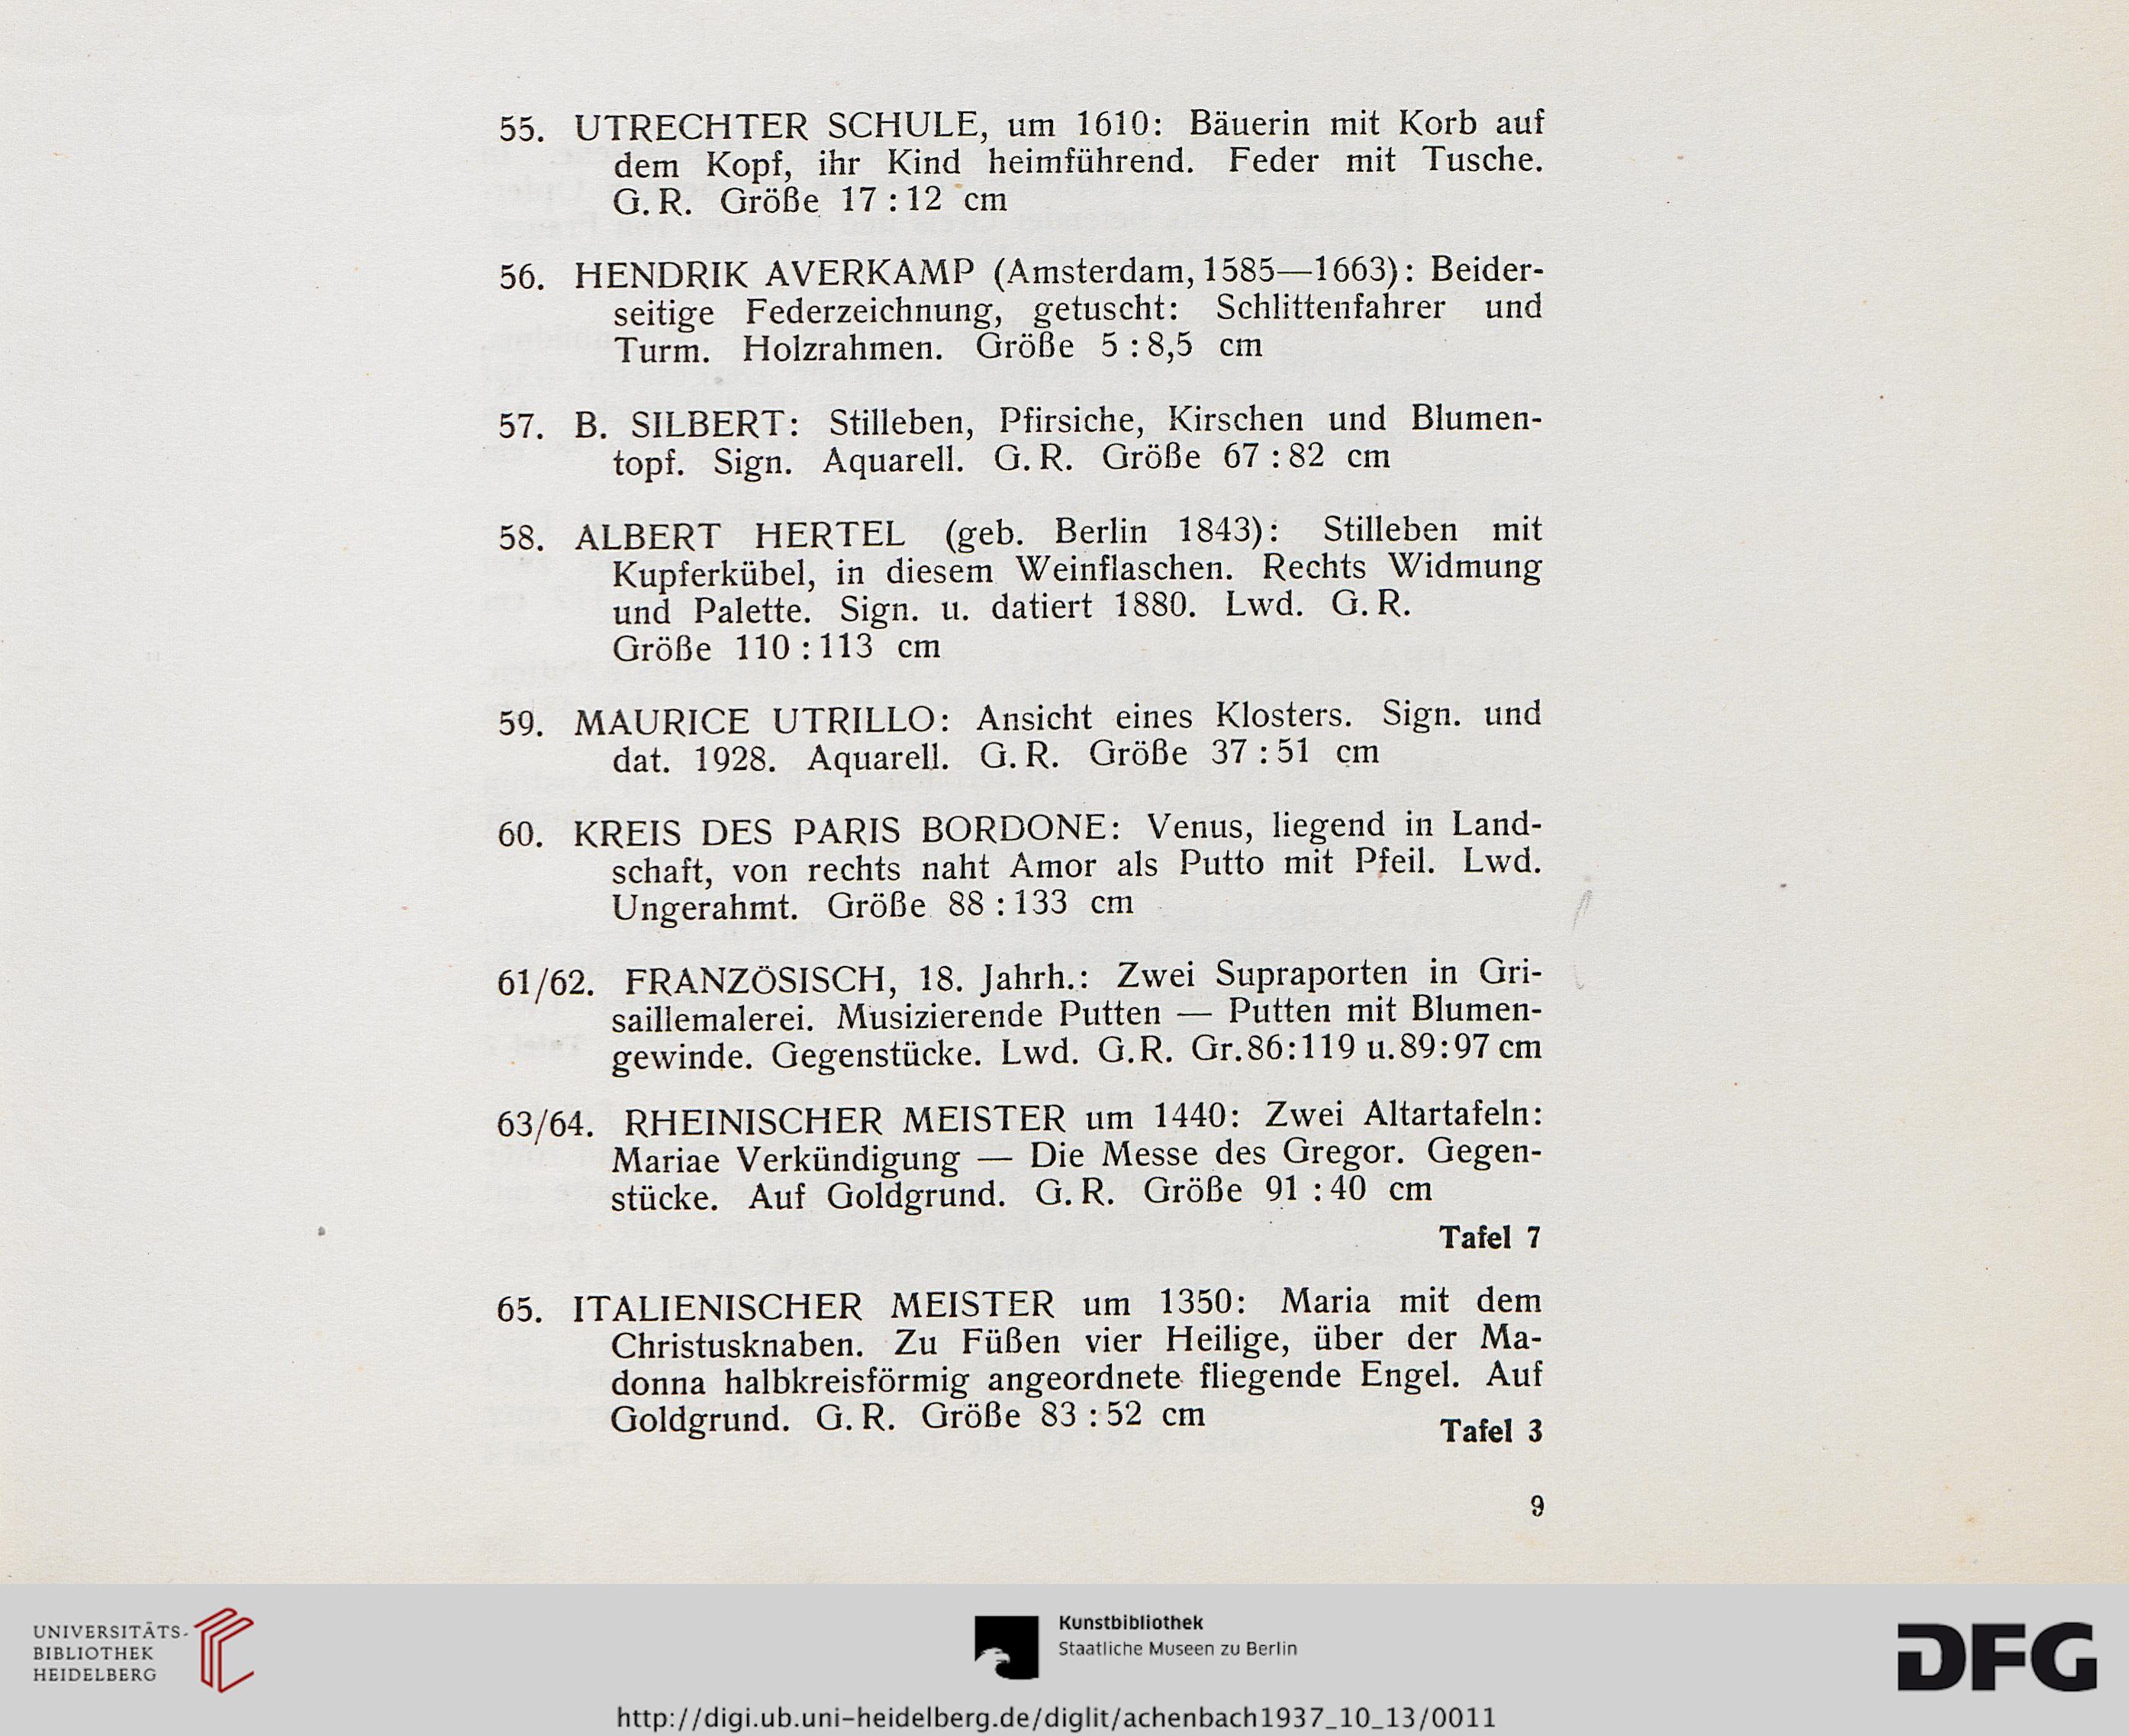 55. UTRECHTER SCHULE, um 1610: Bäuerin mit Korb auf
dem Kopf, ihr Kind heimführend. Feder mit Tusche.
G. R. Größe 17 : 12 cm
56. HENDRIK AVERKAMP (Amsterdam, 1585—1663): Beider-
seitige Federzeichnung, getuscht: Schlittenfahrer und
Turm. Holzrahmen. Größe 5 : 8,5 cm
57. B. SILBERT: Stilleben, Pfirsiche, Kirschen und Blumen-
topf. Sign. Aquarell. G. R. Größe 67 : 82 cm
58. ALBERT HERTEL (geb. Berlin 1843): Stilleben mit
Kupferkübel, in diesem Weinflaschen. Rechts Widmung
und Palette. Sign. u. datiert 1880. Lwd. G. R.
Größe 110 : 113 cm
59. MAURICE UTRILLO: Ansicht eines Klosters. Sign. und
dat. 1928. Aquarell. G. R. Größe 37 : 51 cm
60. KREIS DES PARIS BORDONE: Venus, liegend in Land-
schaft, von rechts naht Amor als Putto mit Pfeil. Lwd.
Ungerahmt. Größe 88 : 133 cm
61/62. FRANZÖSISCH, 18. Jahrh.: Zwei Supraporten in Gri-
saillemalerei. Musizierende Putten — Putten mit Blumen-
gewinde. Gegenstücke. Lwd. G.R. Gr.86:119 u.89:97 cm
63/64. RHEINISCHER MEISTER um 1440: Zwei Altartafeln:
Mariae Verkündigung — Die Messe des Gregor. Gegen-
stücke. Auf Goldgrund. G. R. Größe 91 : 40 cm
Tafel 7
65. ITALIENISCHER MEISTER um 1350: Maria mit dem
Christusknaben. Zu Füßen vier Heilige, über der Ma-
donna halbkreisförmig angeordnete fliegende Engel. Auf
Goldgrund. G. R. Größe 83 : 52 cm
Tafel 3
9
UNIVERSITÄTS-
BIBLIOTHEK
HEIDELBERG
Kunstbibliothek
Staatliche Museen zu Berlin
DFG
http://digi.ub.uni-heidelberg.de/diglit/achenbach1937_10_13/0011